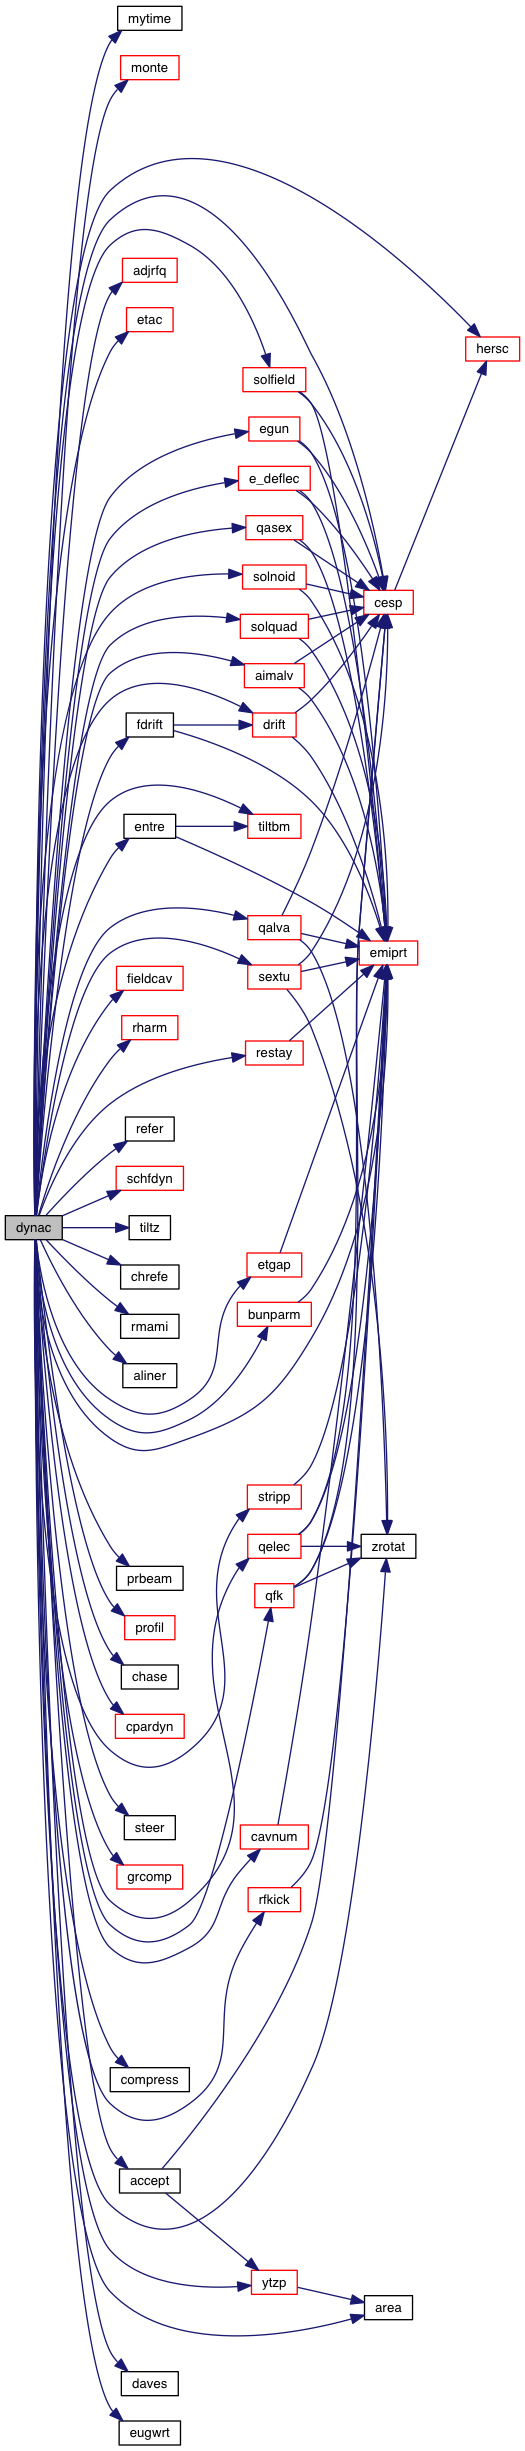 mytime
monte
adjrfq
etac
hersc
solfield
egun
e_deflec
qasex
solnoid
cesp
solquad
aimalv
fdrift
drift
entre
tiltbm
qalva
emiprt
fieldcav
sextu
rharm
restay
refer
schfdyn
dynac
tiltz
etgap
chrefe
bunparm
rmami
aliner
stripp
qelec
zrotat
prbeam
qfk
profil
chase
cpardyn
steer
cavnum
grcomp
rfkick
compress
accept
ytzp
area
daves
eugwrt